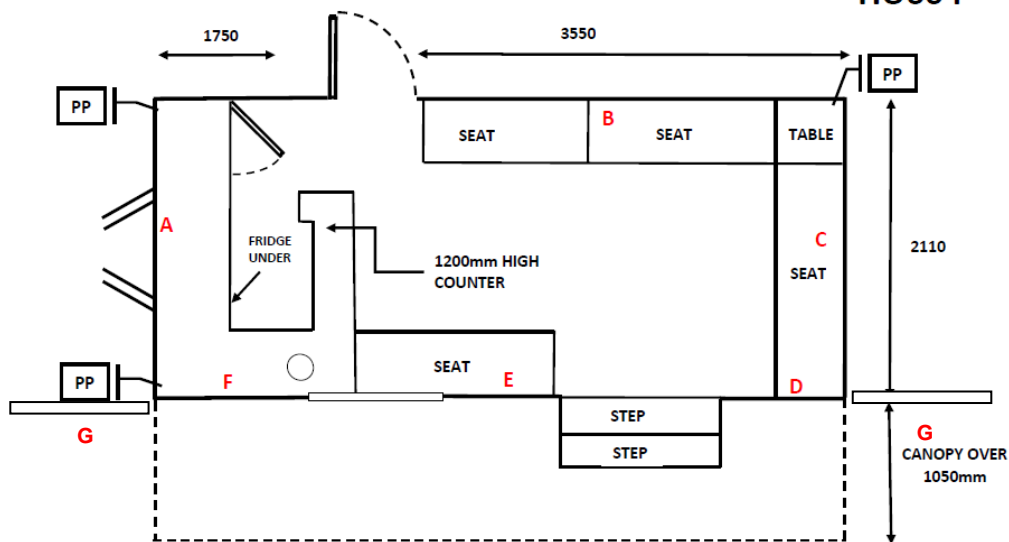 1750
3550
PP
PP
SEAT
B
SEAT
TABLE
A
C
FRIDGE
UNDER
1200mm HIGH
COUNTER
2110
SEAT
PP
F
SEAT
E
D
G
STEP
STEP
G
CANOPY OVER
1050mm